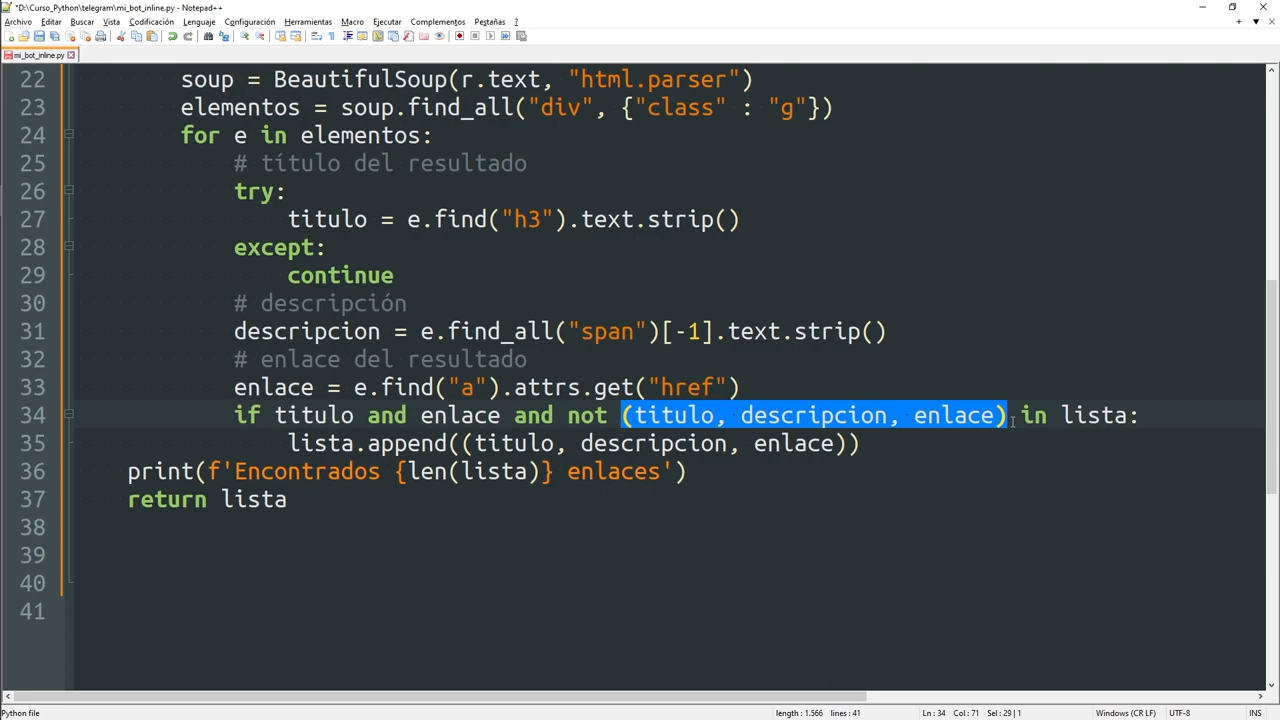 *D:\Curso_Python\telegram\mi_bot_inline.py - Notepad++
Archivo Editar Buscar Vista Codificación Lenguaje Configuración Herramientas Macro Ejecutar Complementos Pestañas ?
mi_bot_inline.py
22 soup = BeautifulSoup(r.text, "html.parser")
23 elementos = soup.find_all("div", {"class" : "g"})
24 for e in elementos:
25 # título del resultado
26 try:
27 titulo = e.find("h3").text.strip()
28 except:
29 continue
30 # descripción
31 descripcion = e.find_all("span")[-1].text.strip()
32 # enlace del resultado
33 enlace = e.find("a").attrs.get("href")
34 if titulo and enlace and not (titulo, descripcion, enlace) in lista:
35 lista.append((titulo, descripcion, enlace))
36 print(f'Encontrados {len(lista)} enlaces')
37 return lista
38
39
40
41
Python file length : 1.566 lines : 41 Ln : 34 Col : 71 Sel : 29 | 1 Windows (CR LF) UTF-8 INS